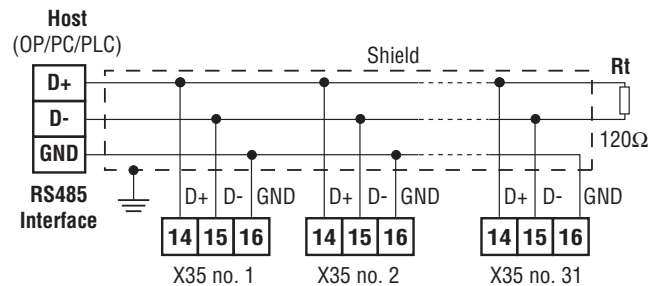 Host
(OP/PC/PLC)
Shield
Rt
D+
D-
GND
120Ω
RS485
Interface
D+ D- GND
D+ D- GND
D+ D- GND
14 15 16
14 15 16
14 15 16
X35 no. 1
X35 no. 2
X35 no. 31